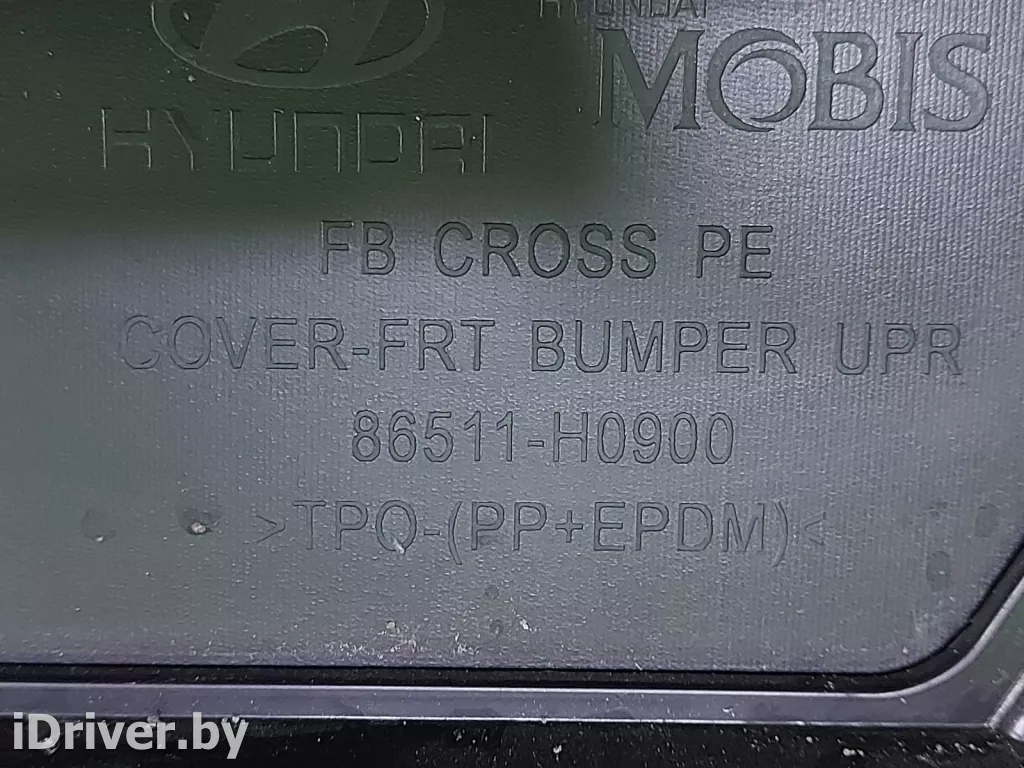 HYUNDAI
MOBIS
HYUNDAI
FB CROSS PE
COVER-FRT BUMPER UPR
86511-H0900
>TPO-(PP+EPDM)<
iDriver.by